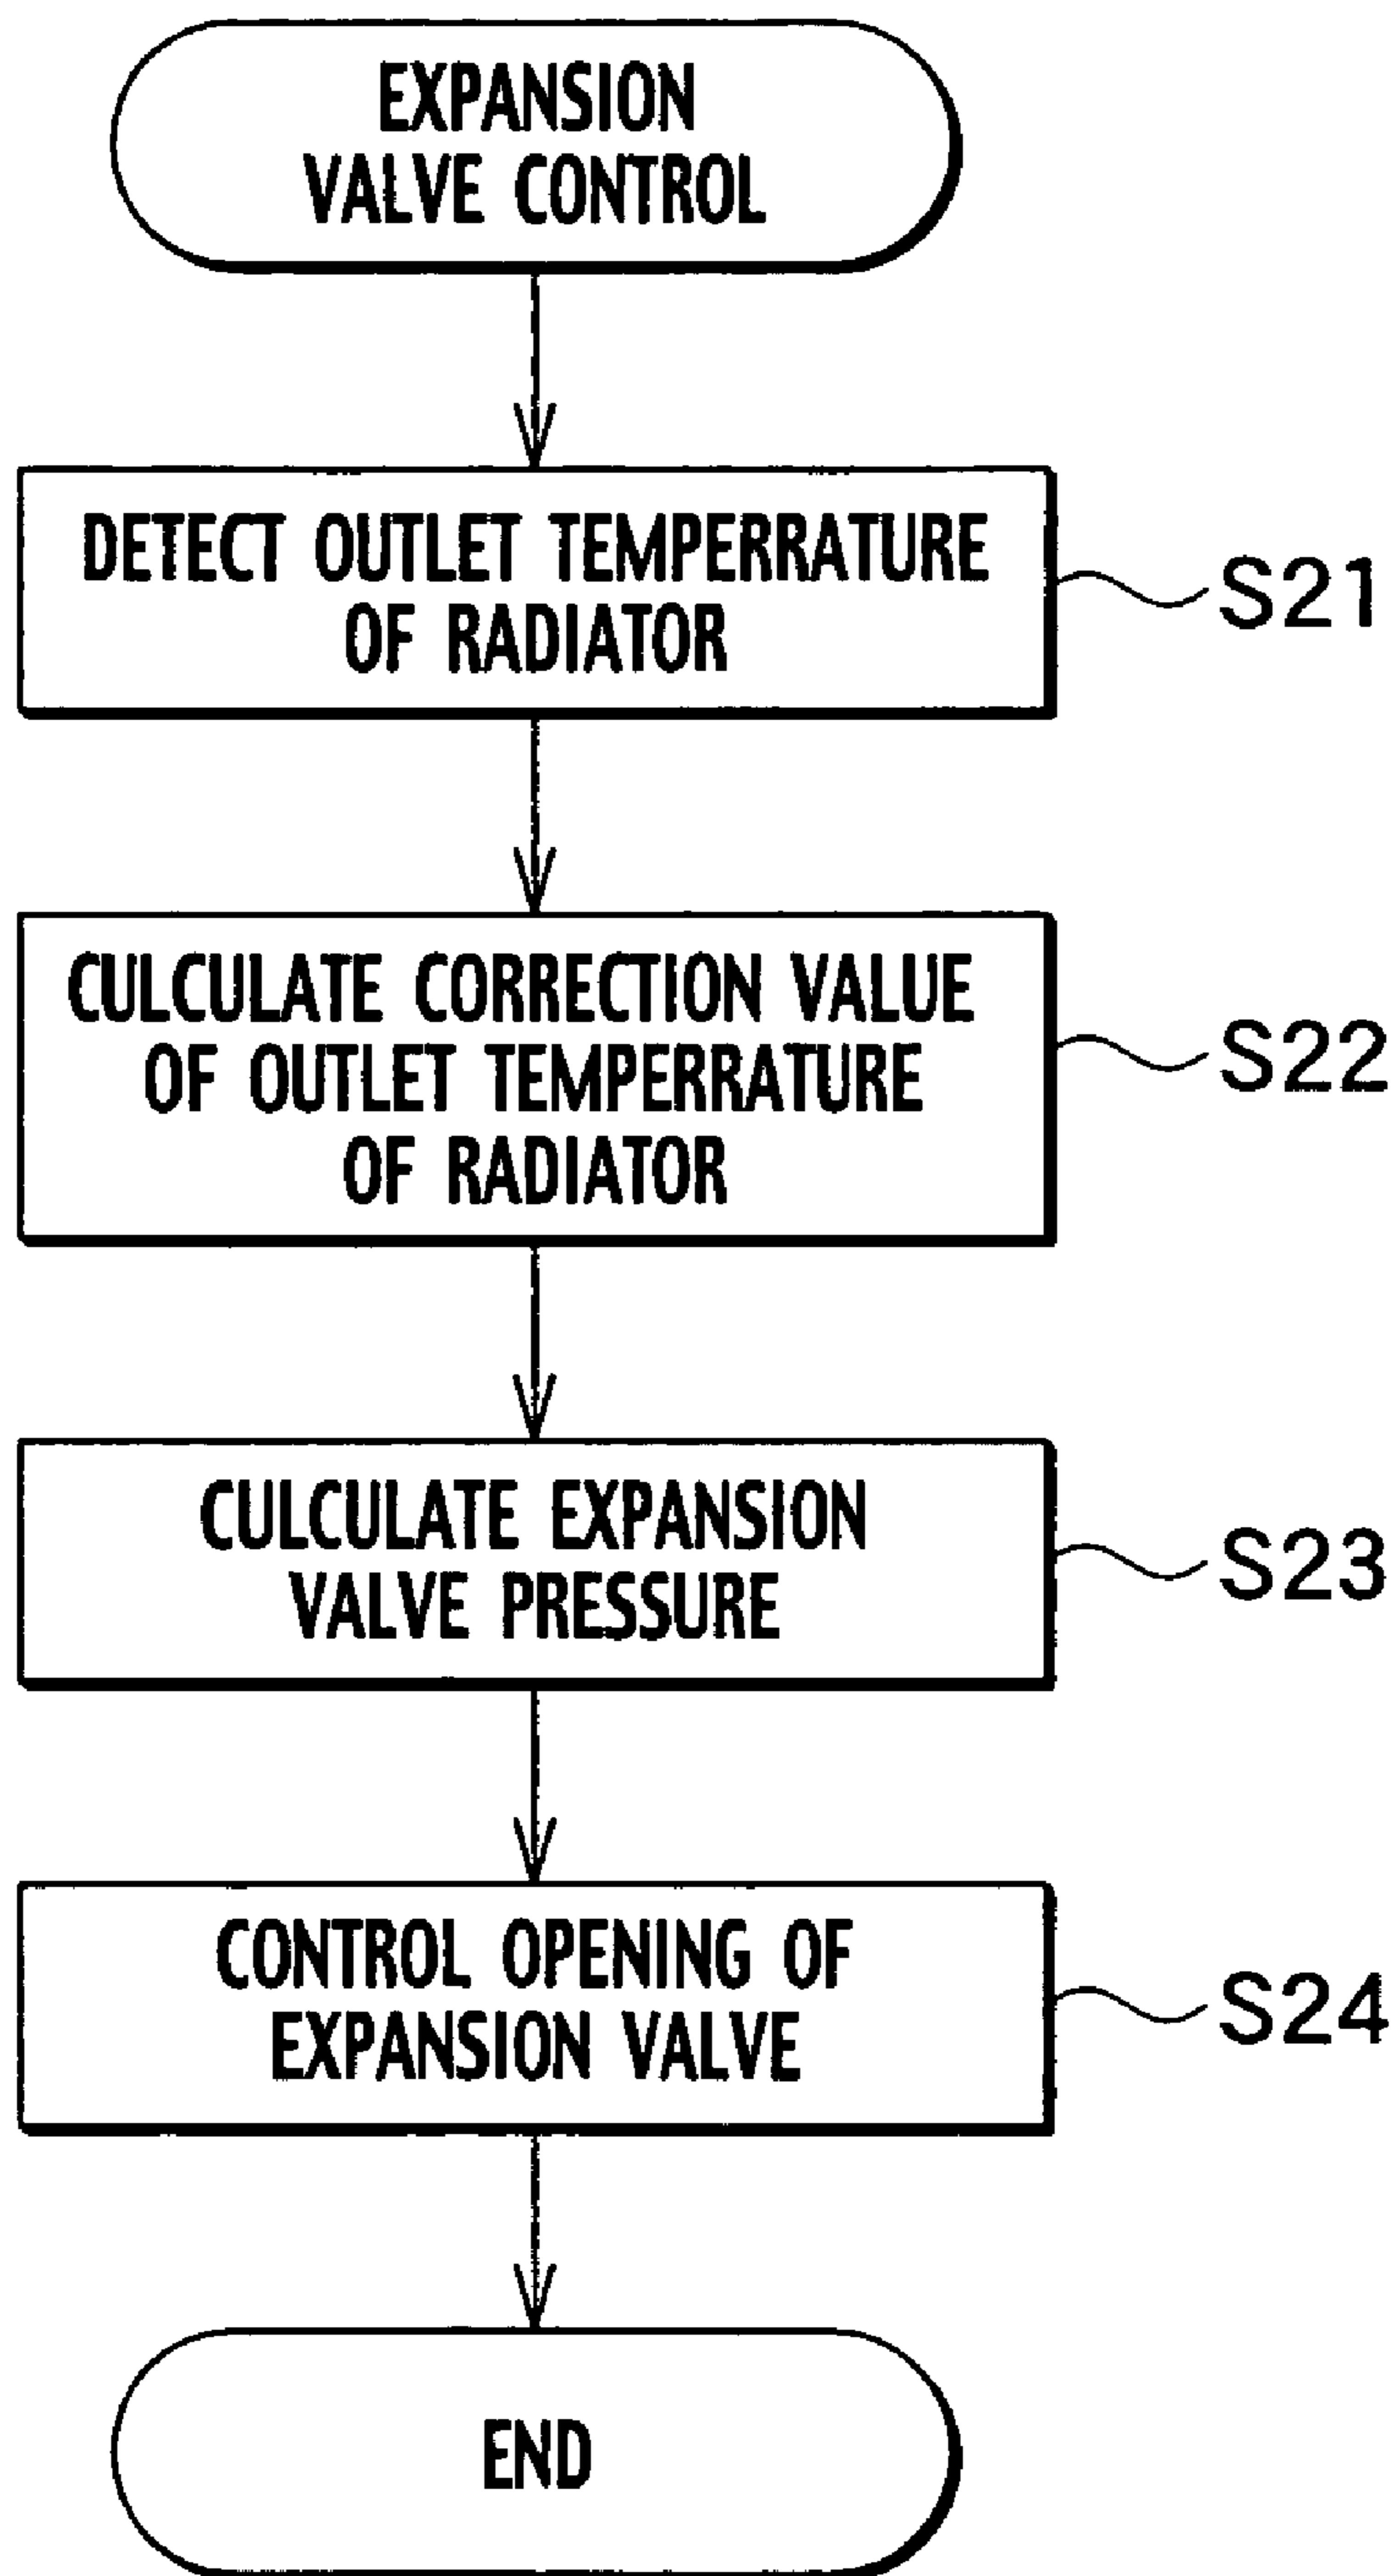 EXPANSION
VALVE CONTROL
DETECT OUTLET TEMPERRATURE
OF RADIATOR
S21
CULCULATE CORRECTION VALUE
OF OUTLET TEMPERRATURE
OF RADIATOR
S22
CULCULATE EXPANSION
VALVE PRESSURE
S23
CONTROL OPENING OF
EXPANSION VALVE
S24
END